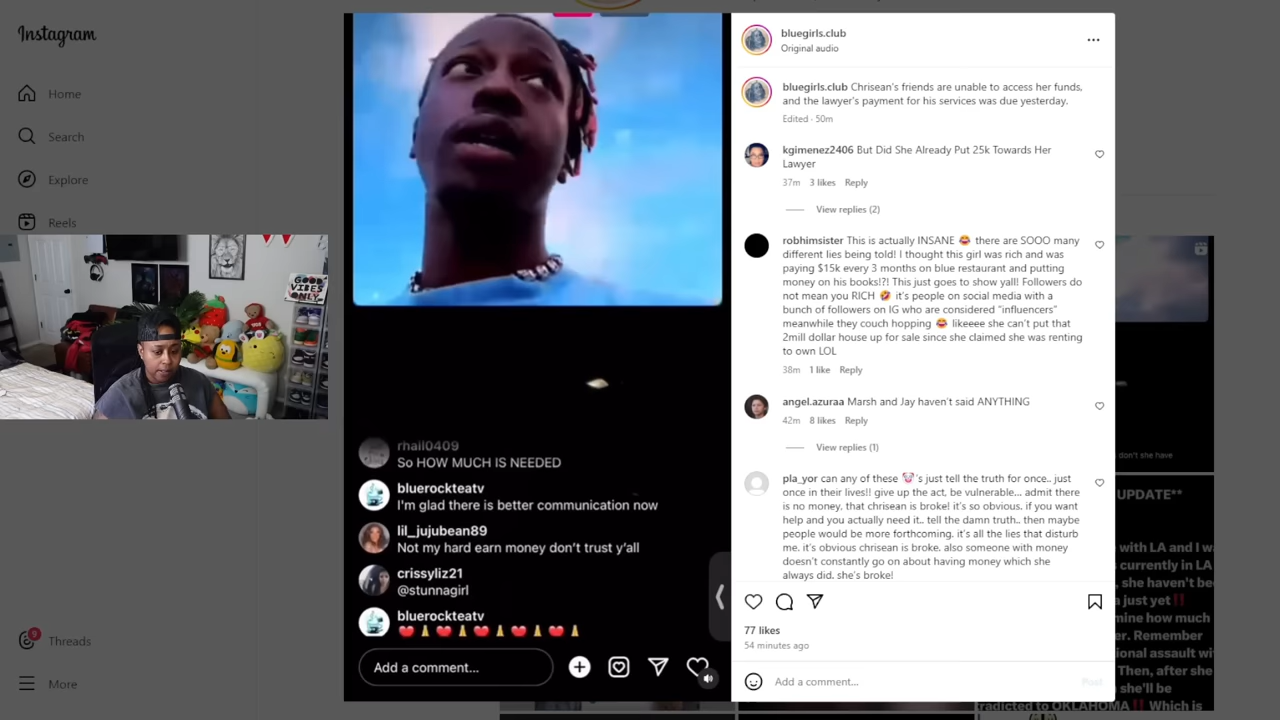 Instagram
Home
Search
Explore
Reels
9
Threads
More
GOOD
VIBES
ONLY
rhail0409
So HOW MUCH IS NEEDED
bluerockteatv
I'm glad there is better communication now
lil_jujubean89
Not my hard earn money don't trust y'all
crissyliz21
@stunnagirl
bluerockteatv
❤️🙏❤️🙏❤️🙏❤️🙏❤️🙏
Add a comment...
bluegirls.club
Original audio
bluegirls.club Chrisean's friends are unable to access her funds,
and the lawyer's payment for his services was due yesterday.
Edited · 50m
kgimenez2406 But Did She Already Put 25k Towards Her
Lawyer
37m 3 likes Reply
View replies (2)
robhimsister This is actually INSANE 😂 there are SOOO many
different lies being told! I thought this girl was rich and was
paying $15k every 3 months on blue restaurant and putting
money on his books!?! This just goes to show yall! Followers do
not mean you RICH 🤣 it's people on social media with a
bunch of followers on IG who are considered "influencers"
meanwhile they couch hopping 😂 likeeee she can't put that
2mill dollar house up for sale since she claimed she was renting
to own LOL
38m 1 like Reply
angel.azuraa Marsh and Jay haven't said ANYTHING
42m 8 likes Reply
View replies (1)
pla_yor can any of these 🤡's just tell the truth for once.. just
once in their lives!! give up the act, be vulnerable... admit there
is no money, that chrisean is broke! it's so obvious. if you want
help and you actually need it.. tell the damn truth.. then maybe
people would be more forthcoming. it's all the lies that disturb
me. it's obvious chrisean is broke. also someone with money
doesn't constantly go on about having money which she
always did. she's broke!
77 likes
54 minutes ago
Add a comment...
Post
don't she have
UPDATE**
with LA and I w
currently in LA
, she haven't be
a just yet‼️
mine how much
er. Remember
ional assault wi
Then, after she
she'll be
tradicted to OKLAHOMA‼️ Which is